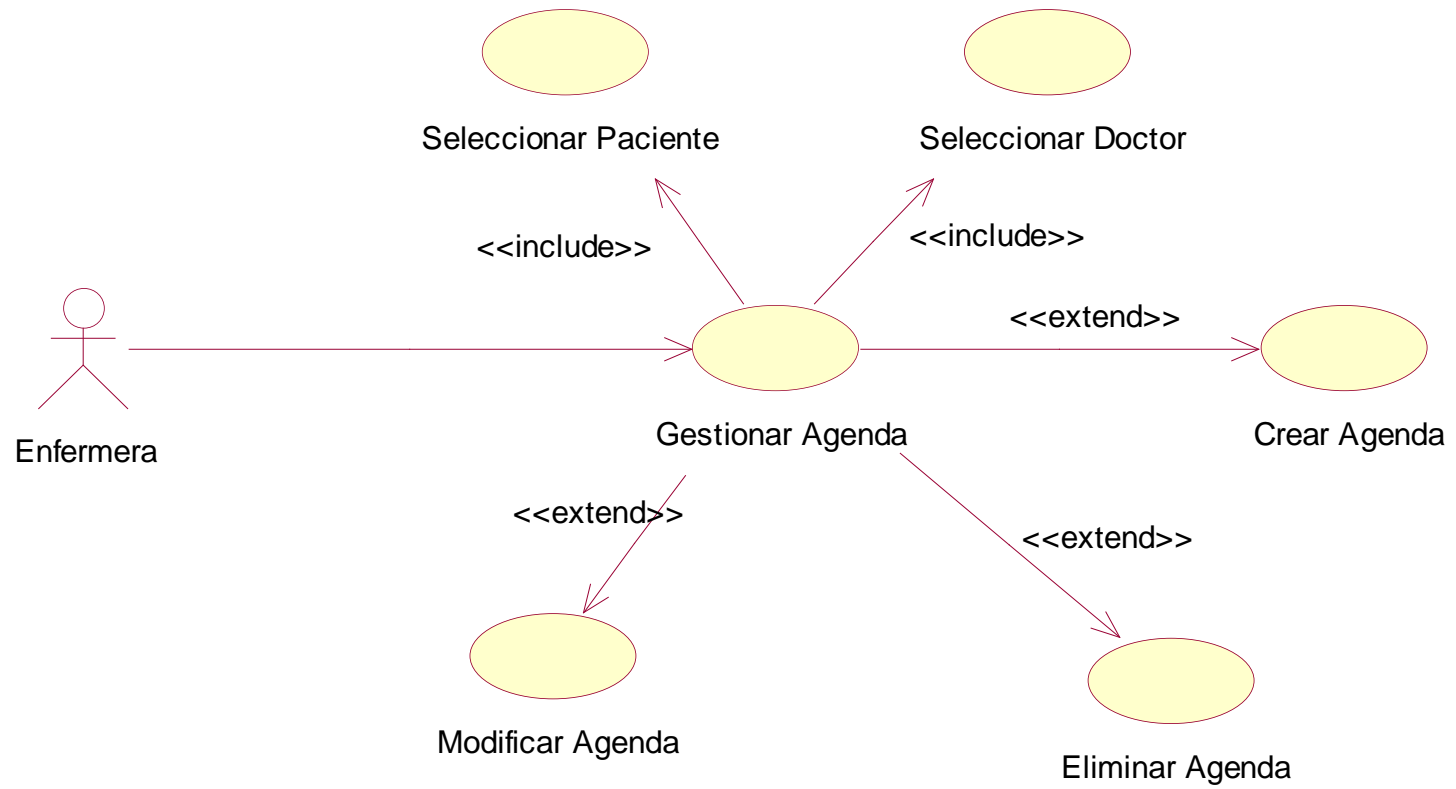 Seleccionar Paciente
Seleccionar Doctor
<<include>>
<<include>>
<<extend>>
Enfermera
Gestionar Agenda
Crear Agenda
<<extend>>
<<extend>>
Modificar Agenda
Eliminar Agenda